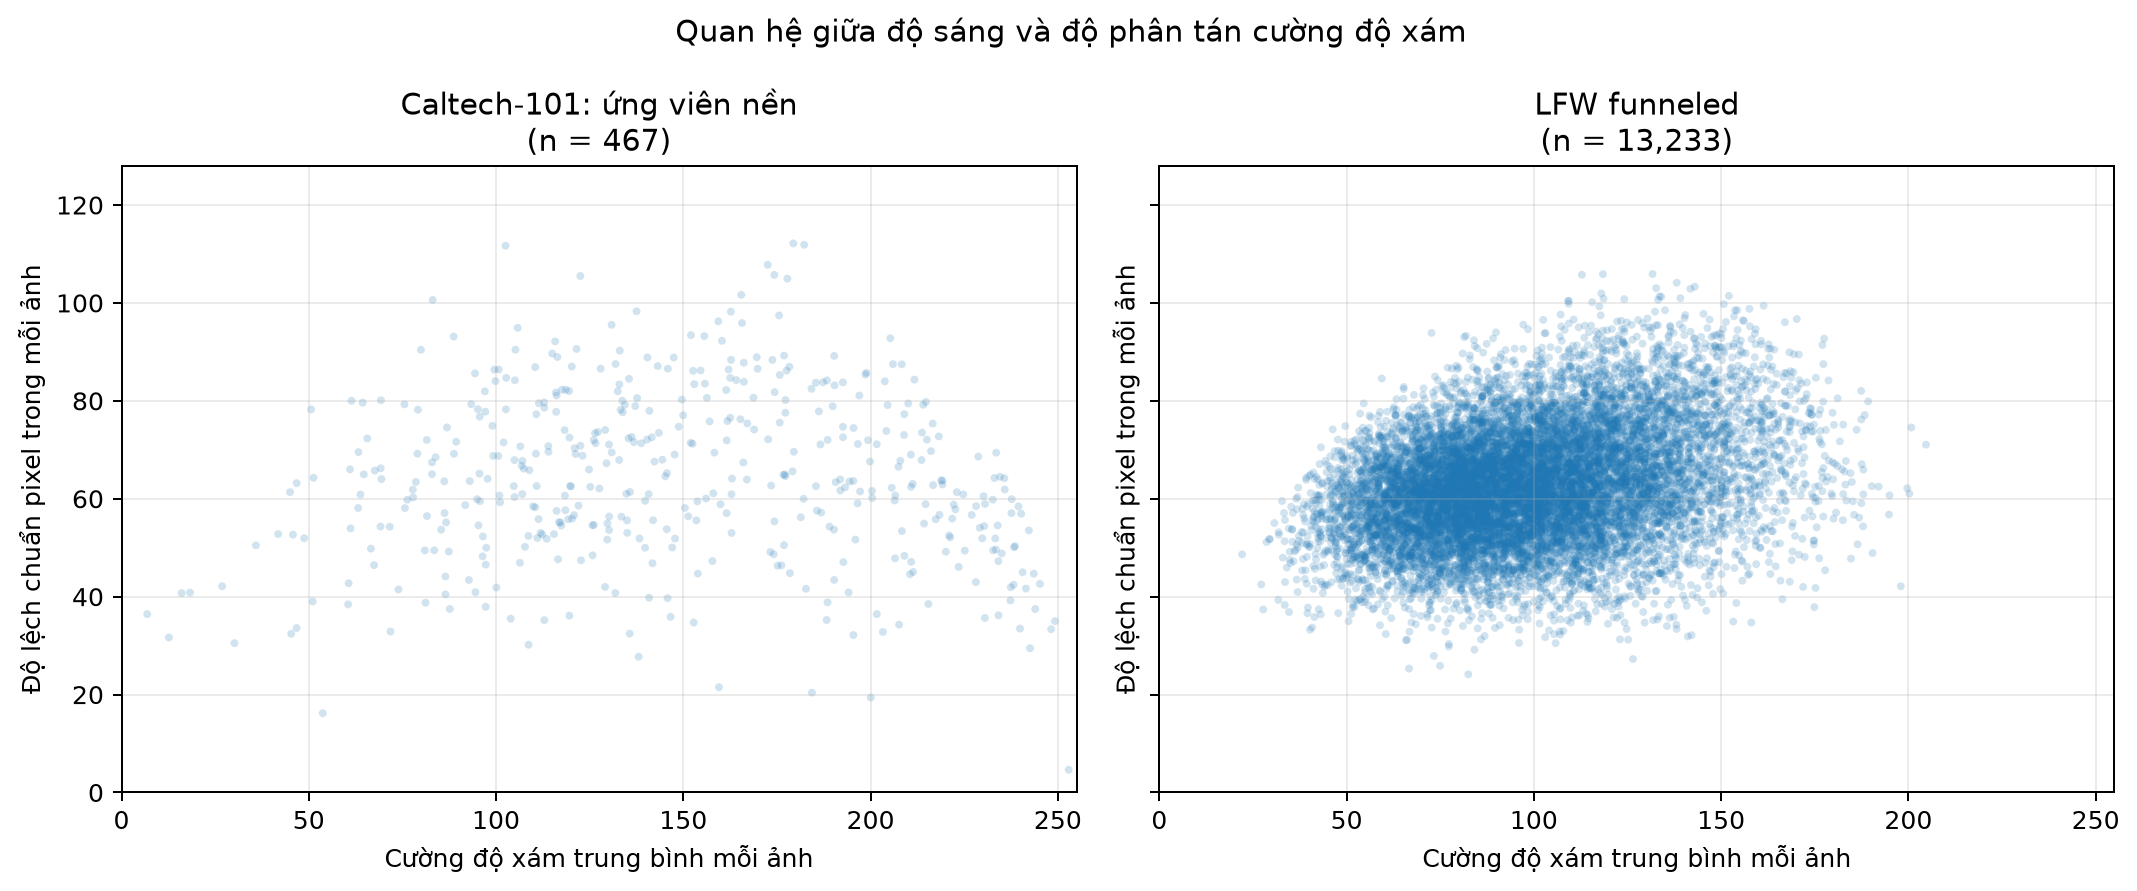 Quan hệ giữa độ sáng và độ phân tán cường độ xám
Caltech-101: ứng viên nền
(n = 467)
Độ lệch chuẩn pixel trong mỗi ảnh
120
100
80
60
40
20
0
0 50 100 150 200 250
Cường độ xám trung bình mỗi ảnh
LFW funneled
(n = 13,233)
Độ lệch chuẩn pixel trong mỗi ảnh
0 50 100 150 200 250
Cường độ xám trung bình mỗi ảnh